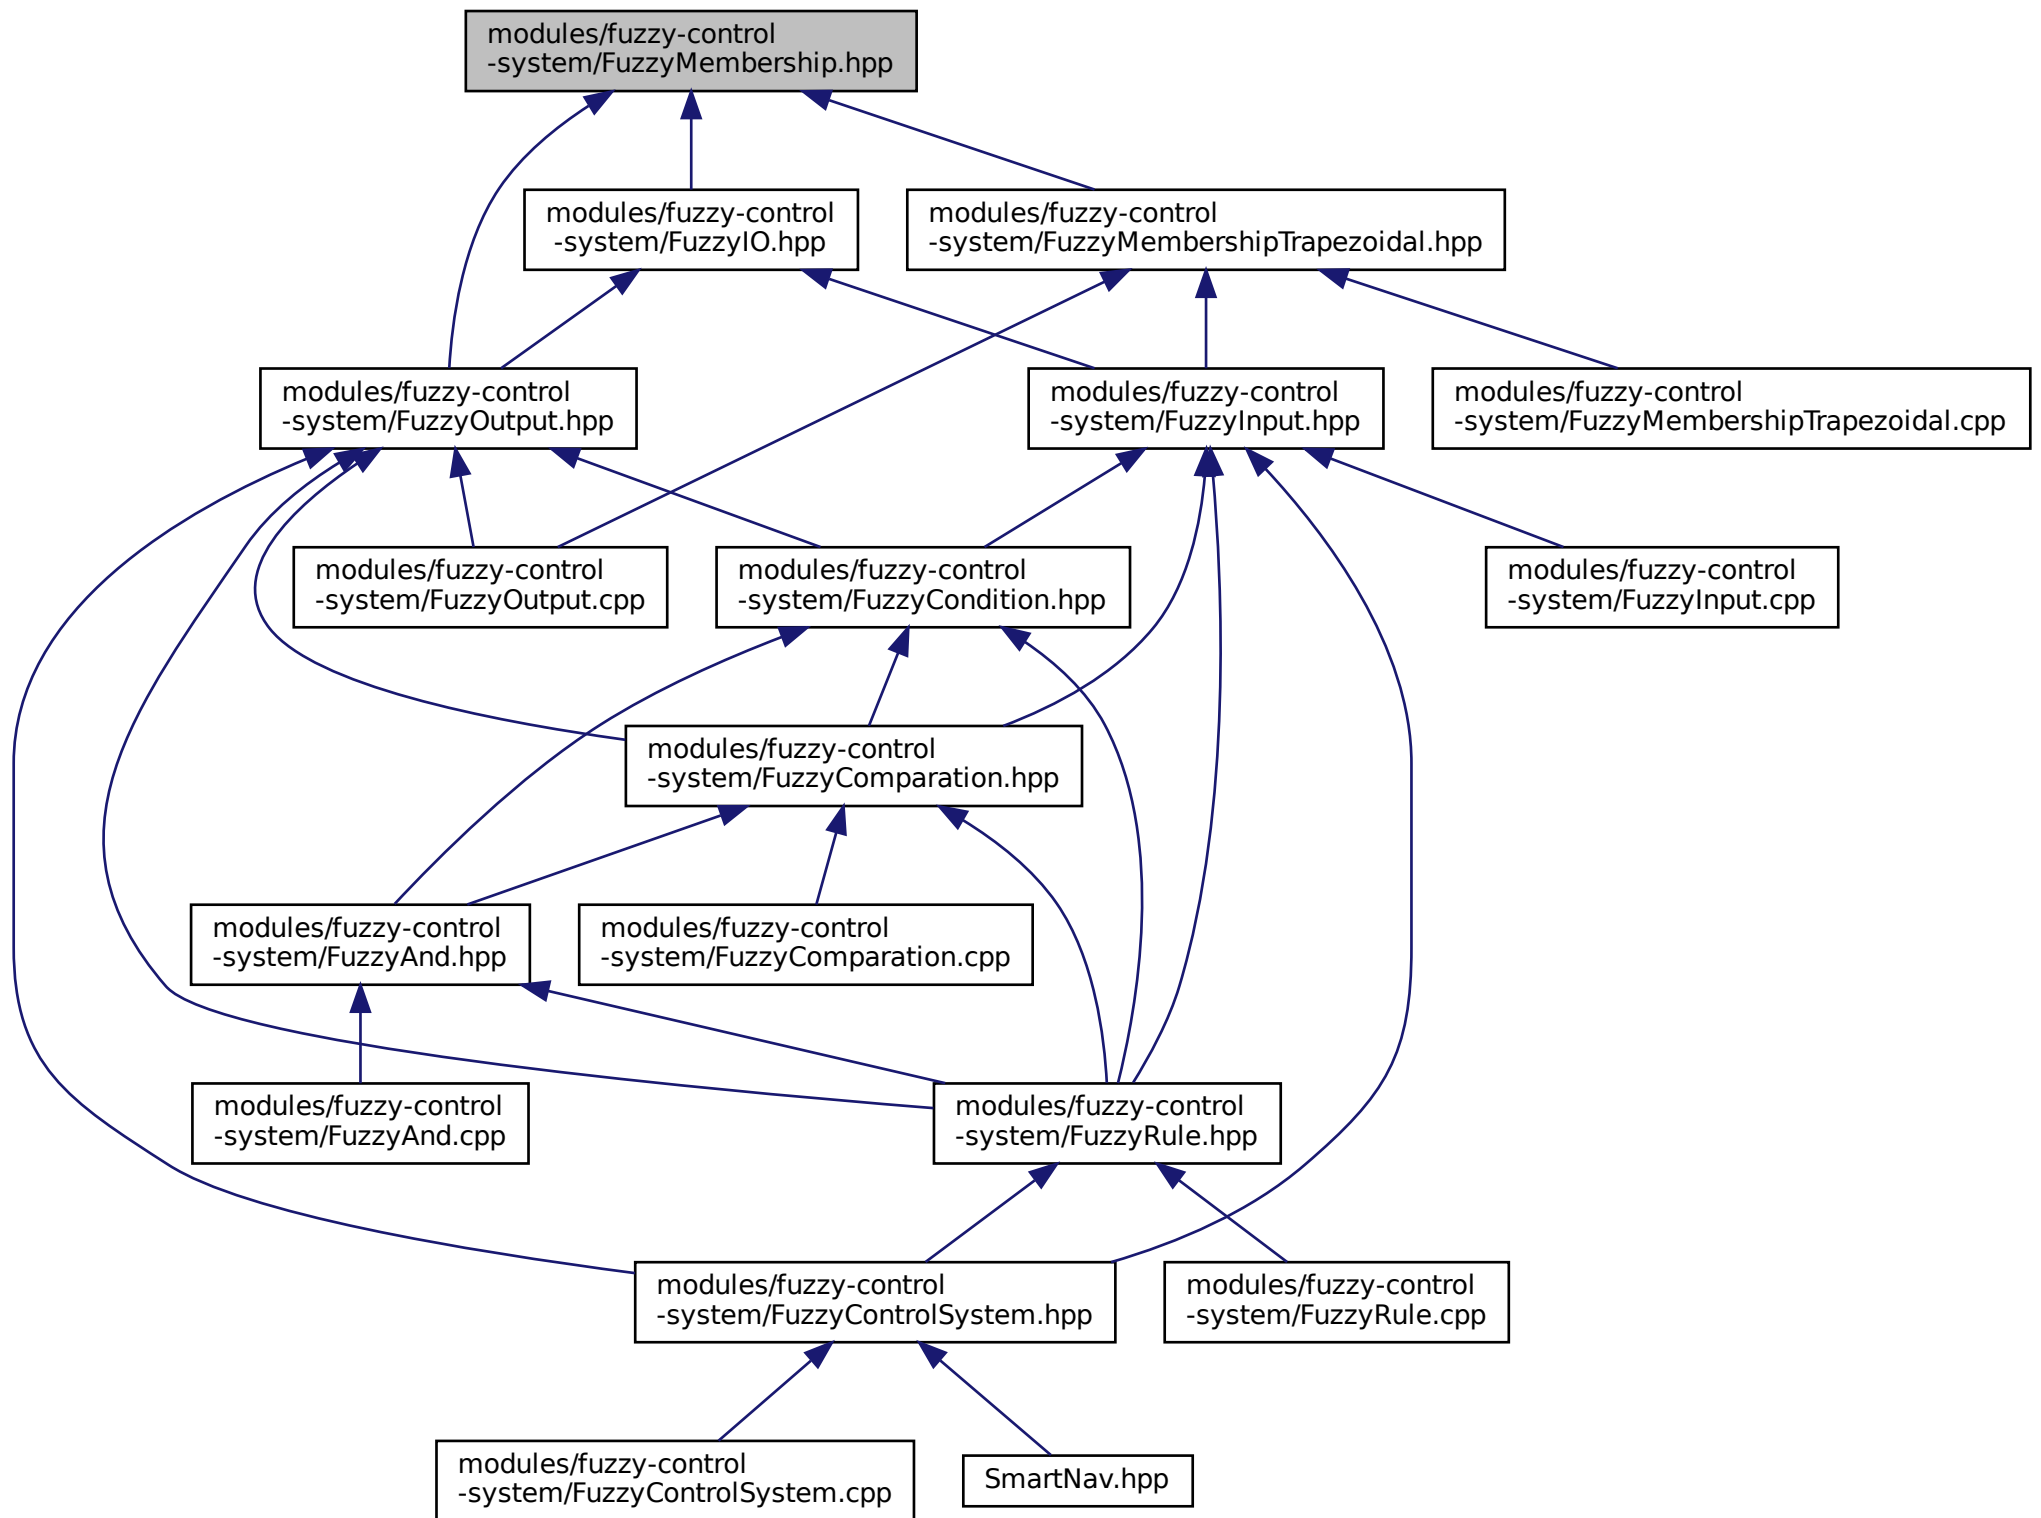 modules/fuzzy-control
-system/FuzzyMembership.hpp
modules/fuzzy-control
-system/FuzzyIO.hpp
modules/fuzzy-control
-system/FuzzyMembershipTrapezoidal.hpp
modules/fuzzy-control
-system/FuzzyOutput.hpp
modules/fuzzy-control
-system/FuzzyInput.hpp
modules/fuzzy-control
-system/FuzzyMembershipTrapezoidal.cpp
modules/fuzzy-control
-system/FuzzyOutput.cpp
modules/fuzzy-control
-system/FuzzyCondition.hpp
modules/fuzzy-control
-system/FuzzyInput.cpp
modules/fuzzy-control
-system/FuzzyComparation.hpp
modules/fuzzy-control
-system/FuzzyAnd.hpp
modules/fuzzy-control
-system/FuzzyComparation.cpp
modules/fuzzy-control
-system/FuzzyAnd.cpp
modules/fuzzy-control
-system/FuzzyRule.hpp
modules/fuzzy-control
-system/FuzzyControlSystem.hpp
modules/fuzzy-control
-system/FuzzyRule.cpp
modules/fuzzy-control
-system/FuzzyControlSystem.cpp
SmartNav.hpp